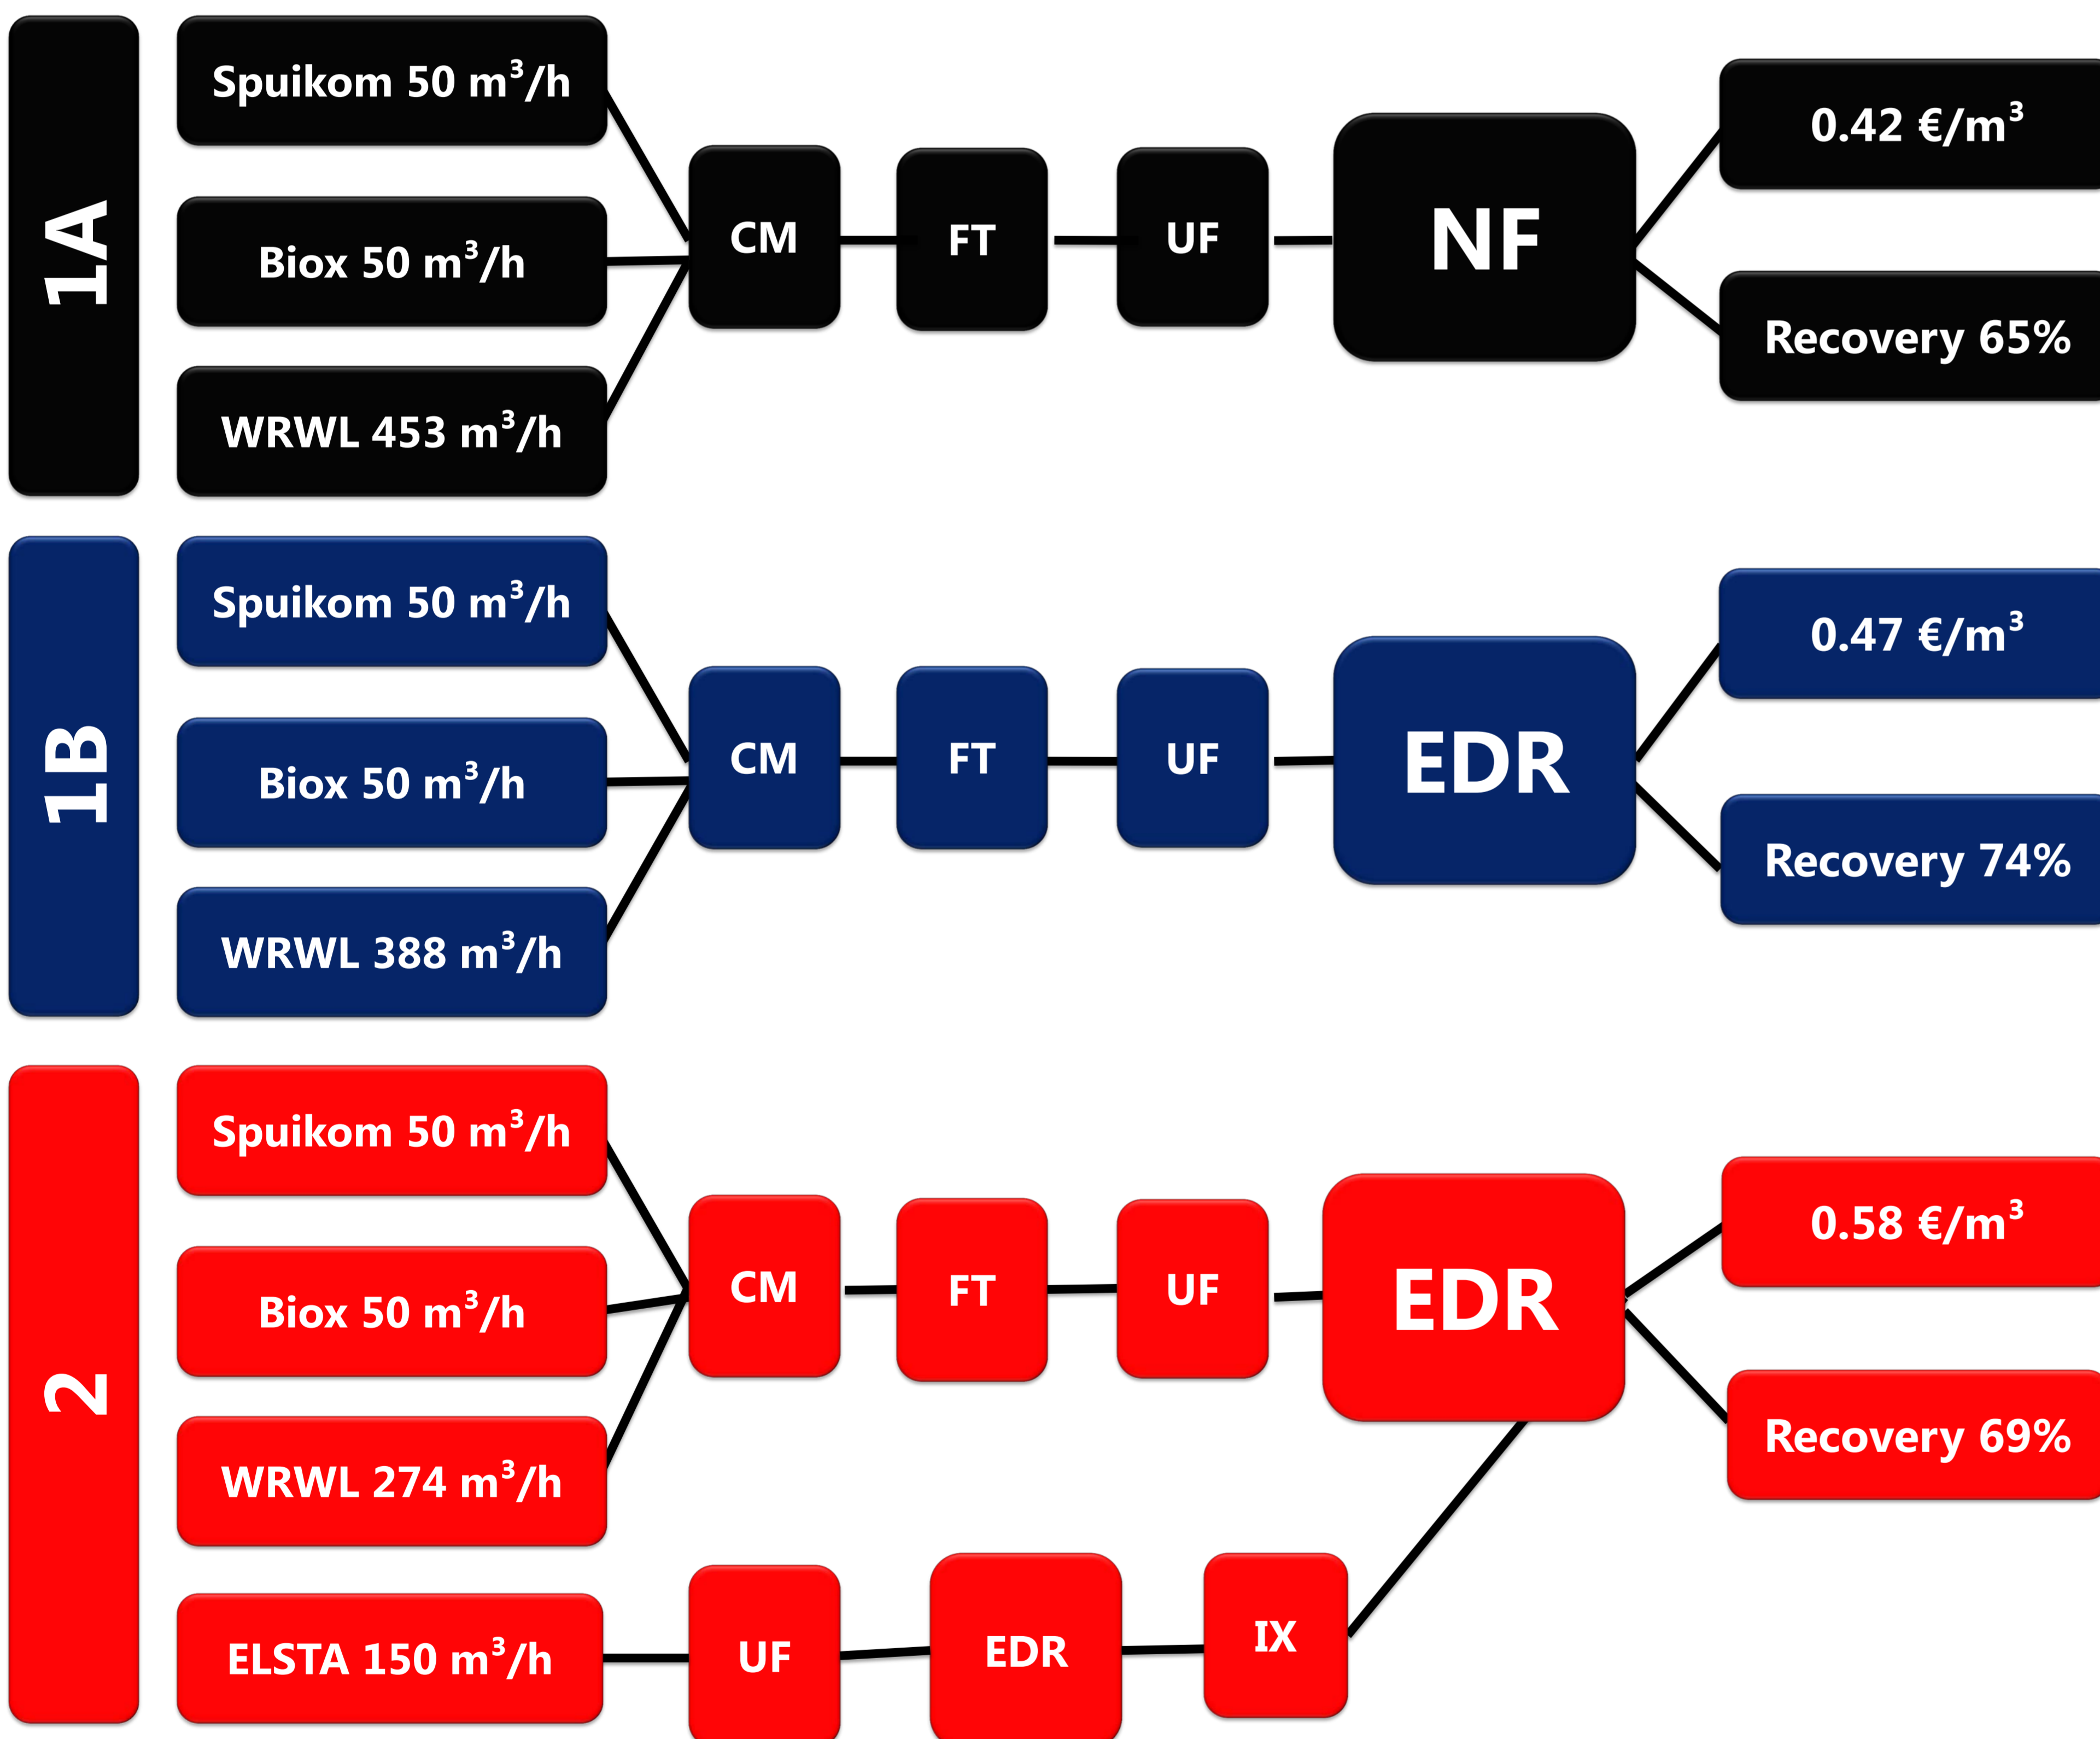 1A
Spuikom 50 m³/h
Biox 50 m³/h
WRWL 453 m³/h
CM
FT
UF
NF
0.42 €/m³
Recovery 65%
1B
Spuikom 50 m³/h
Biox 50 m³/h
WRWL 388 m³/h
CM
FT
UF
EDR
0.47 €/m³
Recovery 74%
2
Spuikom 50 m³/h
Biox 50 m³/h
WRWL 274 m³/h
ELSTA 150 m³/h
CM
FT
UF
EDR
UF
EDR
IX
0.58 €/m³
Recovery 69%